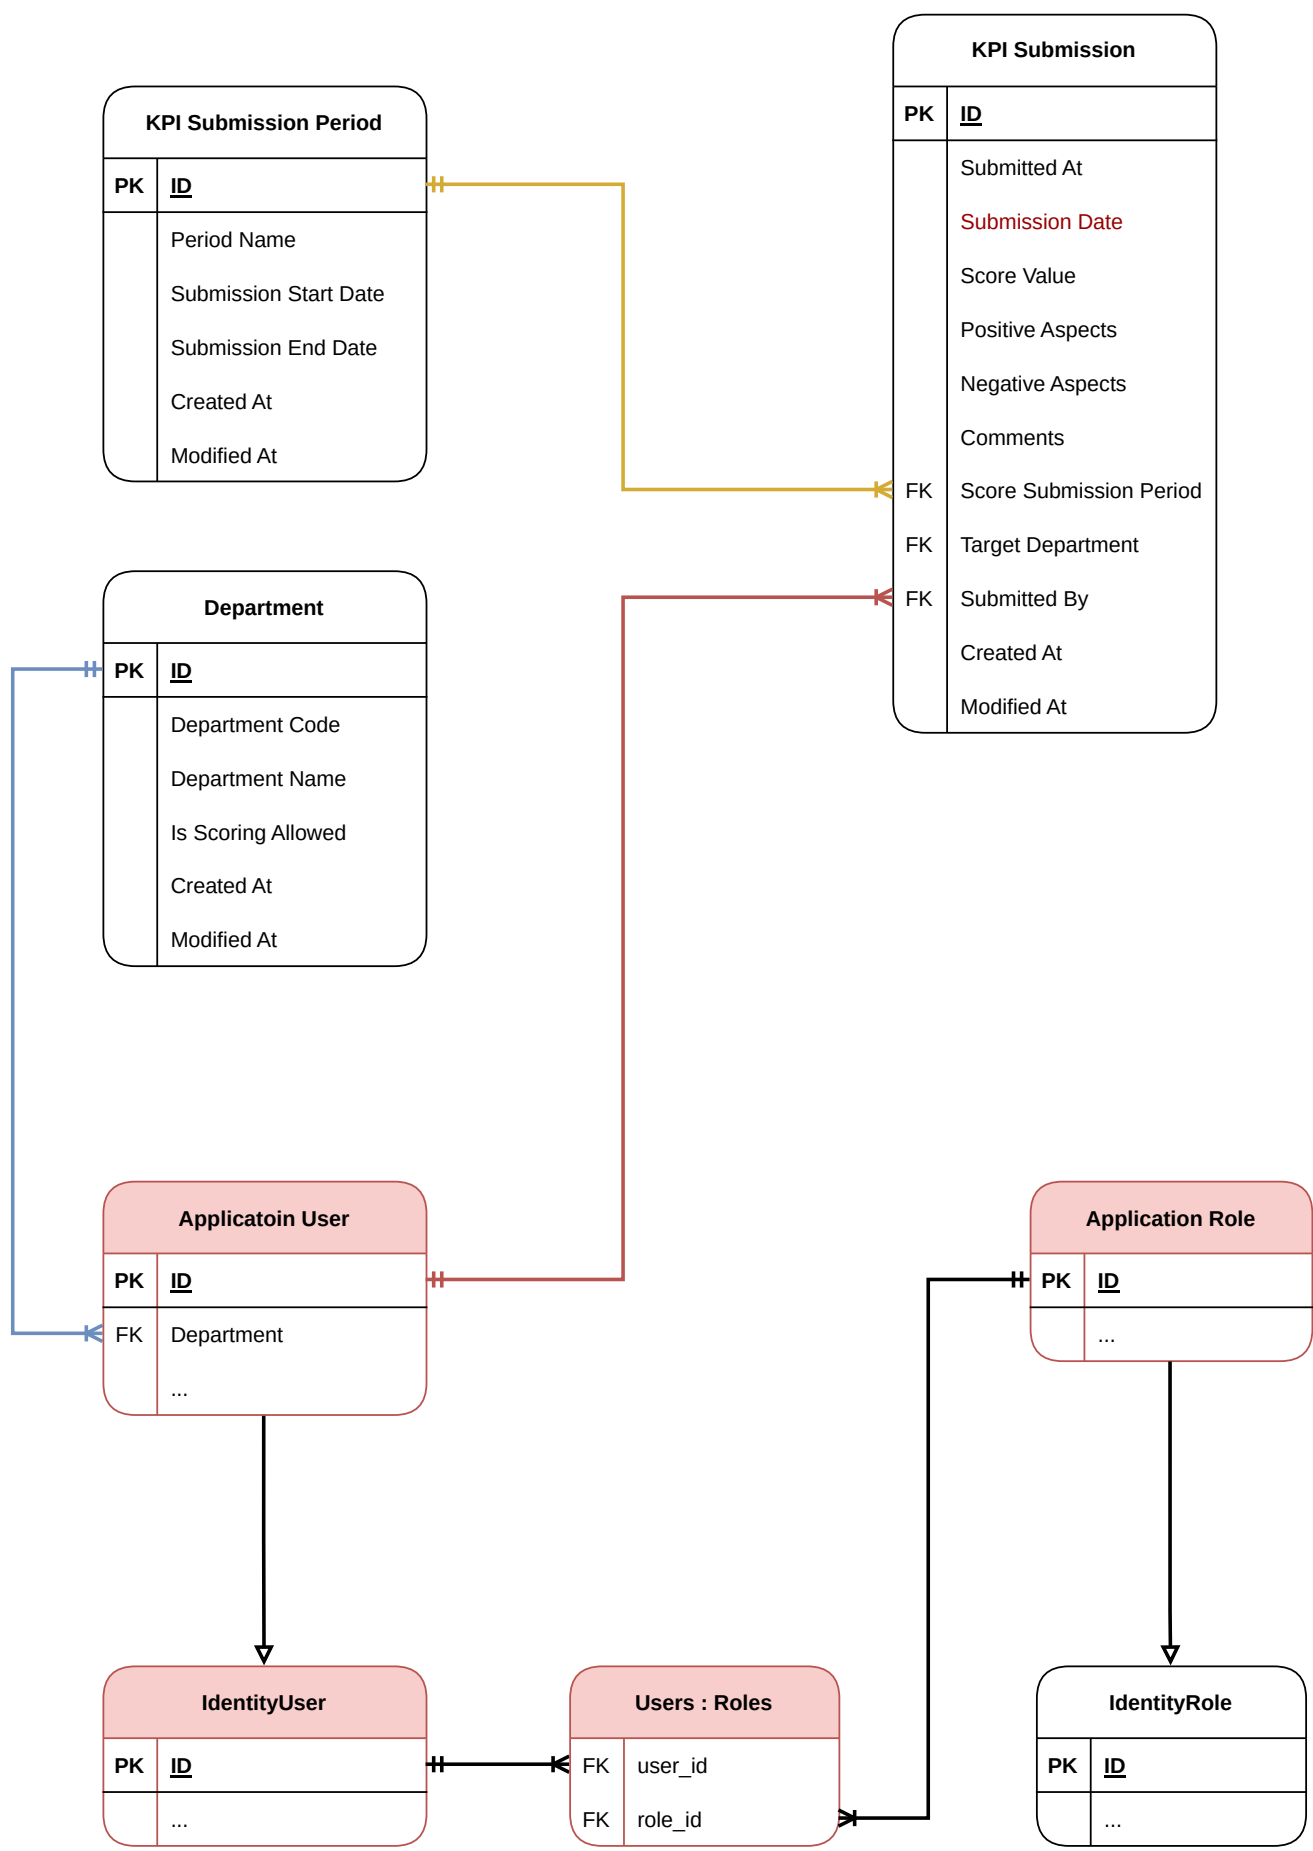 KPI Submission
PK ID
Submitted At
Submission Date
Score Value
Positive Aspects
Negative Aspects
Comments
FK Score Submission Period
FK Target Department
FK Submitted By
Created At
Modified At
KPI Submission Period
PK ID
Period Name
Submission Start Date
Submission End Date
Created At
Modified At
Department
PK ID
Department Code
Department Name
Is Scoring Allowed
Created At
Modified At
Applicatoin User
PK ID
FK Department
...
Application Role
PK ID
...
IdentityUser
PK ID
...
Users : Roles
FK user_id
FK role_id
IdentityRole
PK ID
...